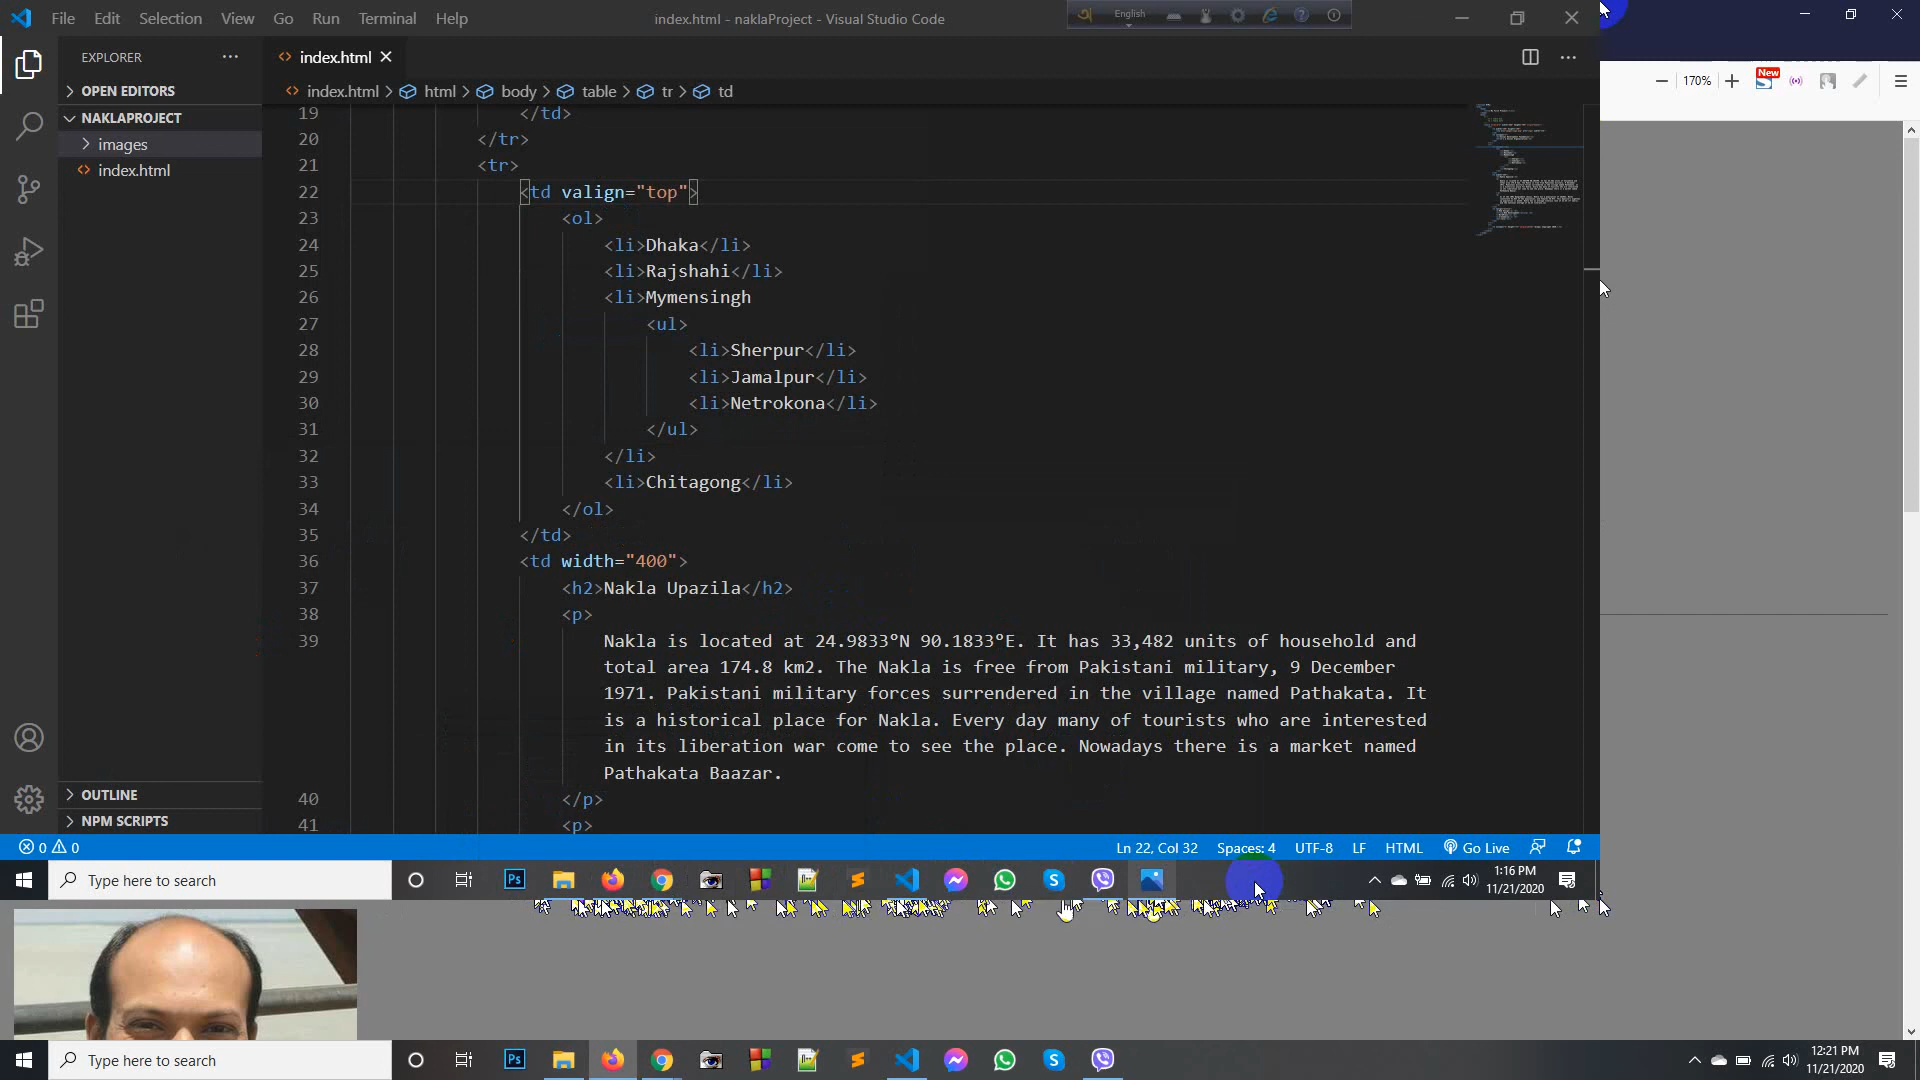 File Edit Selection View Go Run Terminal Help
index.html - naklaProject - Visual Studio Code
English
EXPLORER
index.html
170%
New
OPEN EDITORS
index.html > html > body > table > tr > td
NAKLAPROJECT
images
index.html
19 </td>
20 </tr>
21 <tr>
22 <td valign="top">
23 <ol>
24 <li>Dhaka</li>
25 <li>Rajshahi</li>
26 <li>Mymensingh
27 <ul>
28 <li>Sherpur</li>
29 <li>Jamalpur</li>
30 <li>Netrokona</li>
31 </ul>
32 </li>
33 <li>Chitagong</li>
34 </ol>
35 </td>
36 <td width="400">
37 <h2>Nakla Upazila</h2>
38 <p>
39 Nakla is located at 24.9833°N 90.1833°E. It has 33,482 units of household and
total area 174.8 km2. The Nakla is free from Pakistani military, 9 December
1971. Pakistani military forces surrendered in the village named Pathakata. It
is a historical place for Nakla. Every day many of tourists who are interested
in its liberation war come to see the place. Nowadays there is a market named
Pathakata Baazar.
40 </p>
41 <p>
OUTLINE
NPM SCRIPTS
0 0
Ln 22, Col 32 Spaces: 4 UTF-8 LF HTML Go Live
Type here to search
Ps
1:16 PM
11/21/2020
Type here to search
Ps
12:21 PM
11/21/2020